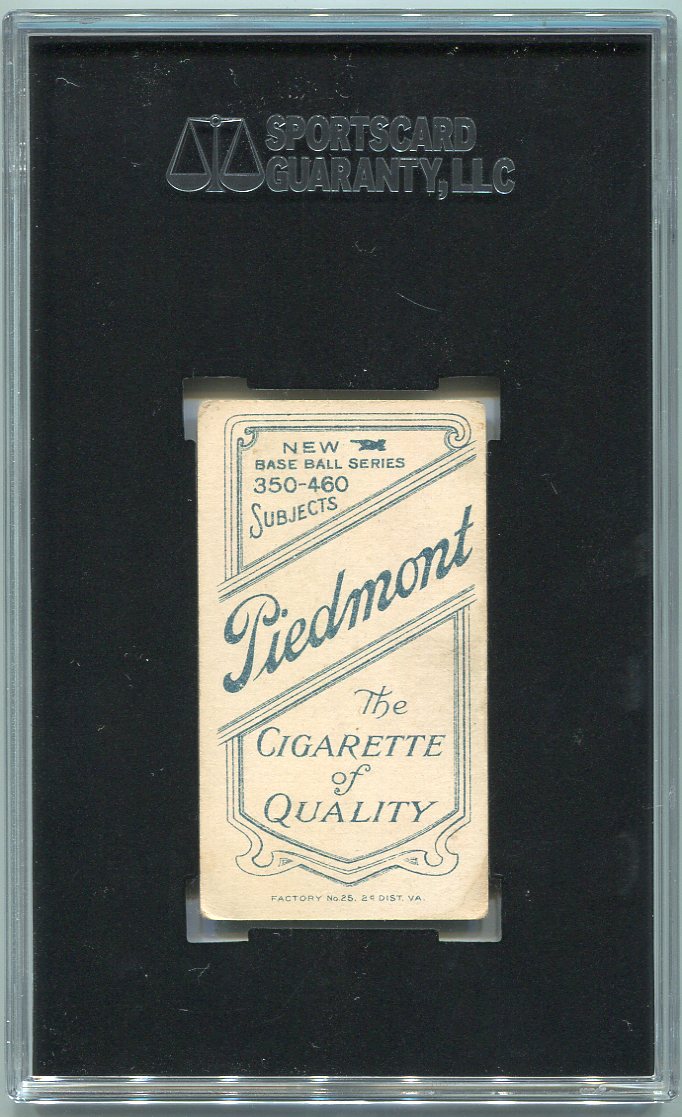 SPORTSCARD
GUARANTY, LLC
NEW
BASE BALL SERIES
350-460
SUBJECTS
Piedmont
The
CIGARETTE
of
QUALITY
FACTORY No. 25. 2D DIST. VA.